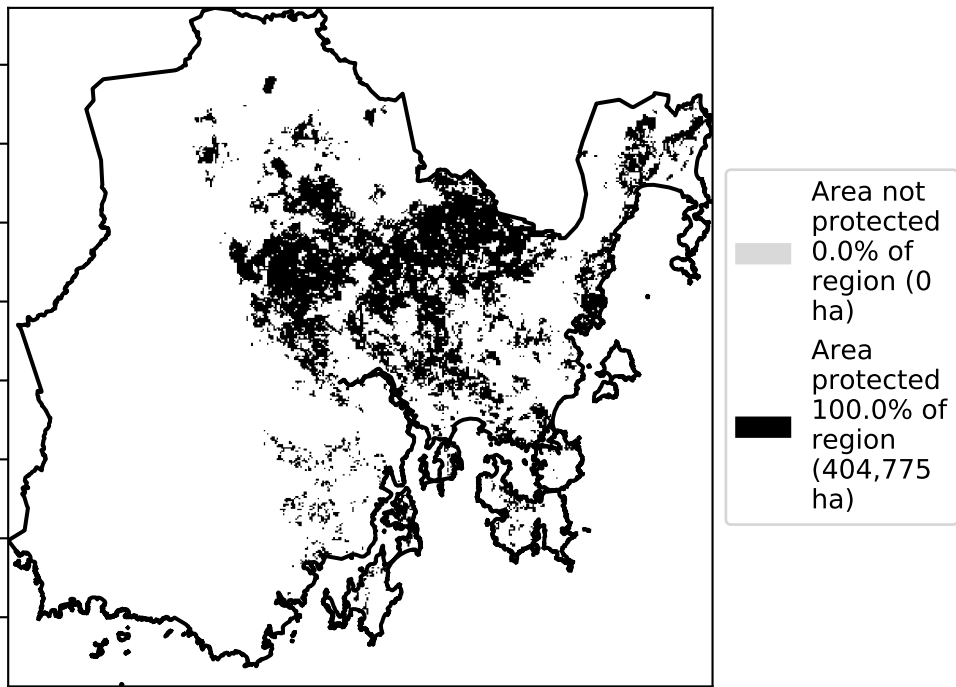 Area not
protected
0.0% of
region (0
ha)
Area
protected
100.0% of
region
(404,775
ha)